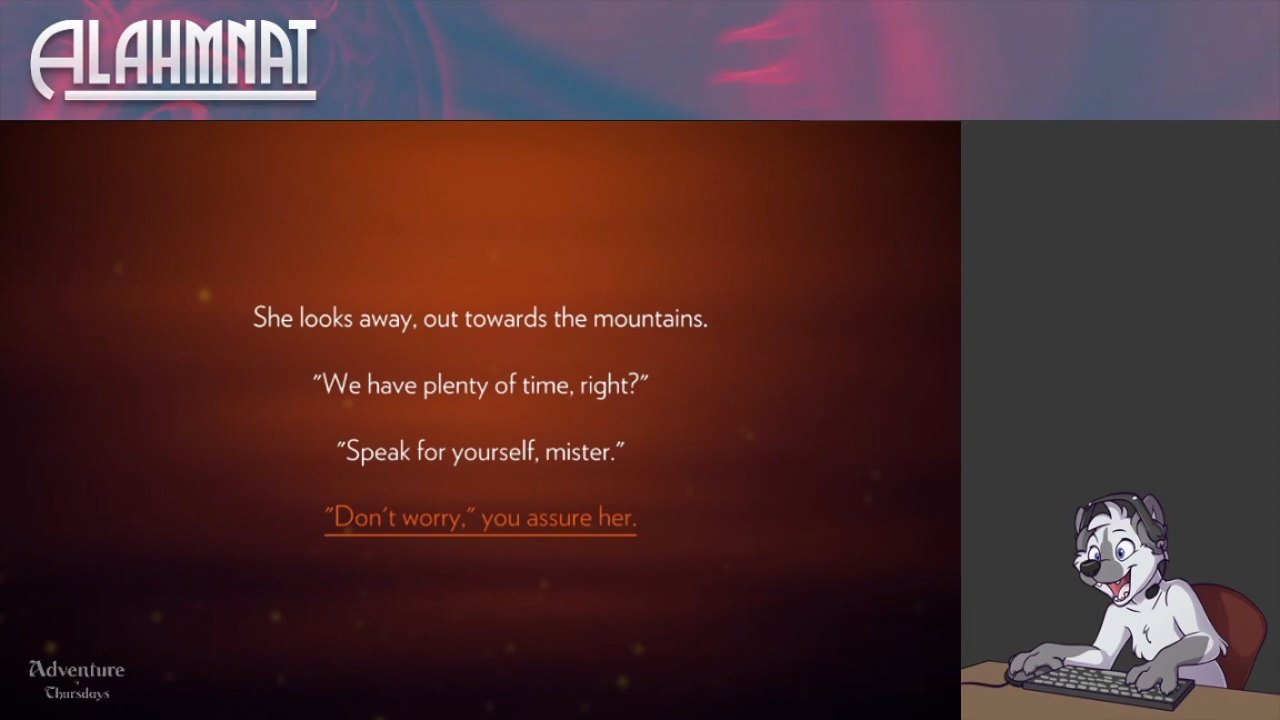 ALAHMNAT
She looks away, out towards the mountains.
"We have plenty of time, right?"
"Speak for yourself, mister."
"Don't worry," you assure her.
Adventure
Thursdays